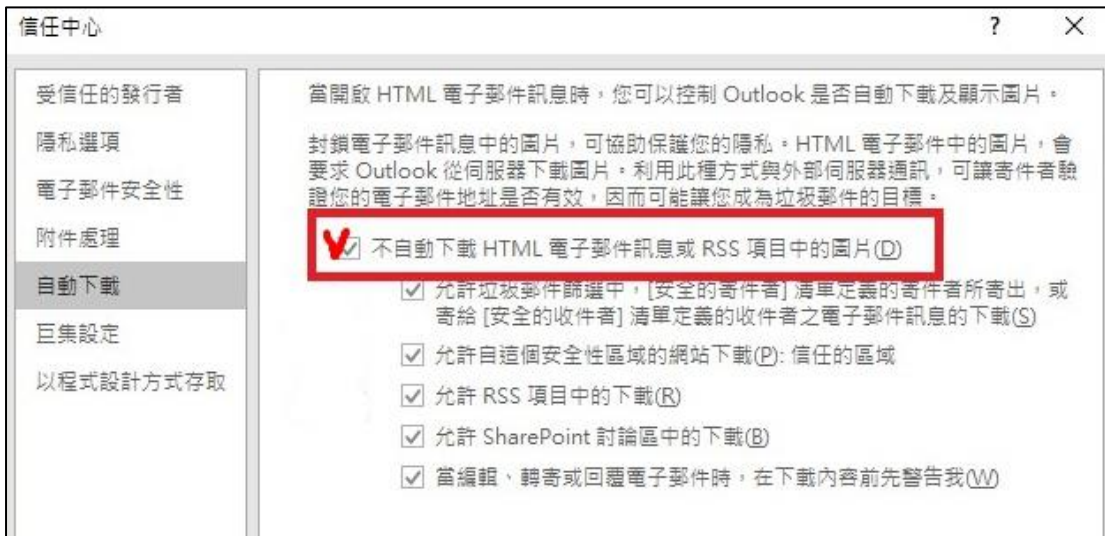 信任中心
?
受信任的發行者
隱私選項
電子郵件安全性
附件處理
自動下載
巨集設定
以程式設計方式存取
當開啟 HTML 電子郵件訊息時，您可以控制 Outlook 是否自動下載及顯示圖片。
封鎖電子郵件訊息中的圖片，可協助保護您的隱私。HTML 電子郵件中的圖片，會
要求 Outlook 從伺服器下載圖片。利用此種方式與外部伺服器通訊，可讓寄件者驗
證您的電子郵件地址是否有效，因而可能讓您成為垃圾郵件的目標。
不自動下載 HTML 電子郵件訊息或 RSS 項目中的圖片(D)
允許垃圾郵件篩選中，[安全的寄件者] 清單定義的寄件者所寄出，或
寄給 [安全的收件者] 清單定義的收件者之電子郵件訊息的下載(S)
允許自這個安全性區域的網站下載(P): 信任的區域
允許 RSS 項目中的下載(R)
允許 SharePoint 討論區中的下載(B)
當編輯、轉寄或回覆電子郵件時，在下載內容前先警告我(W)